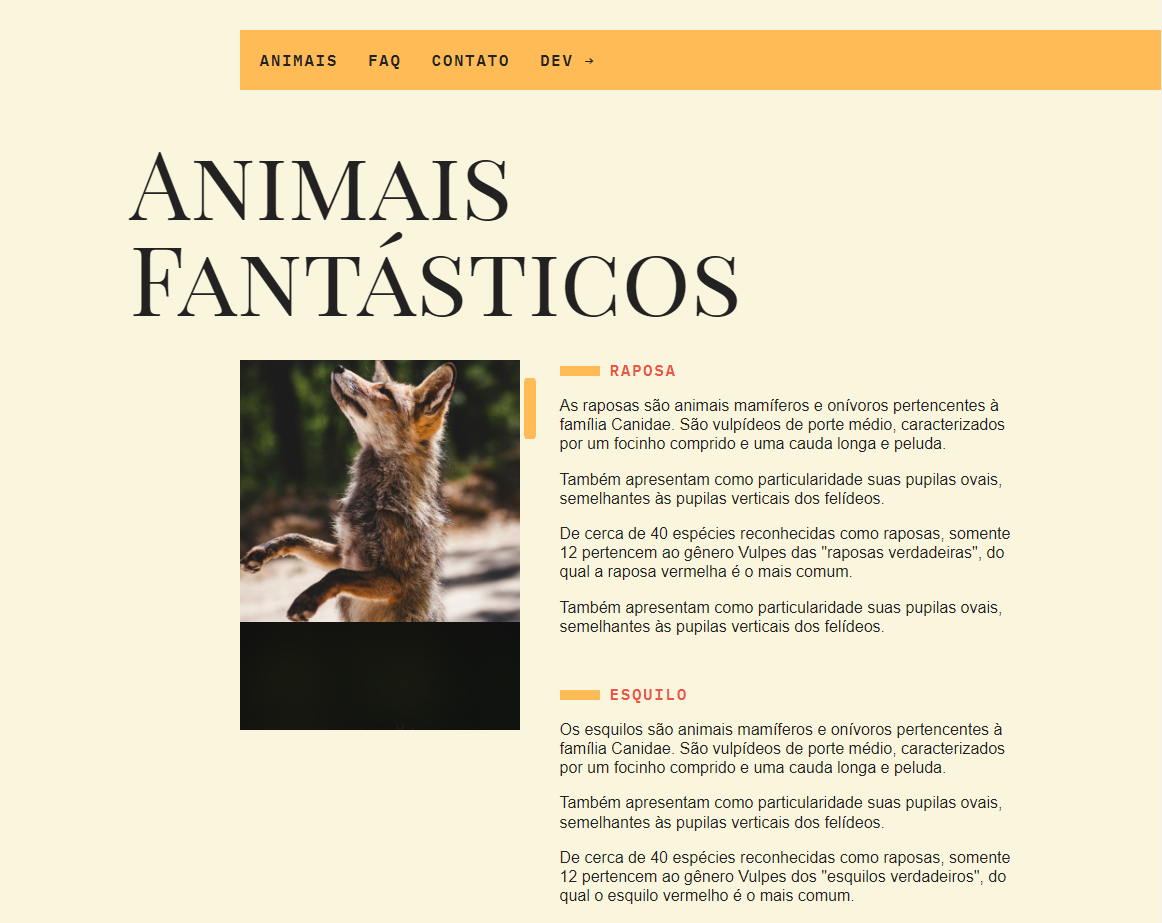 ANIMAIS FAQ CONTATO DEV →
ANIMAIS
FANTÁSTICOS
RAPOSA
As raposas são animais mamíferos e onívoros pertencentes à
família Canidae. São vulpídeos de porte médio, caracterizados
por um focinho comprido e uma cauda longa e peluda.
Também apresentam como particularidade suas pupilas ovais,
semelhantes às pupilas verticais dos felídeos.
De cerca de 40 espécies reconhecidas como raposas, somente
12 pertencem ao gênero Vulpes das "raposas verdadeiras", do
qual a raposa vermelha é o mais comum.
Também apresentam como particularidade suas pupilas ovais,
semelhantes às pupilas verticais dos felídeos.
ESQUILO
Os esquilos são animais mamíferos e onívoros pertencentes à
família Canidae. São vulpídeos de porte médio, caracterizados
por um focinho comprido e uma cauda longa e peluda.
Também apresentam como particularidade suas pupilas ovais,
semelhantes às pupilas verticais dos felídeos.
De cerca de 40 espécies reconhecidas como raposas, somente
12 pertencem ao gênero Vulpes dos "esquilos verdadeiros", do
qual o esquilo vermelho é o mais comum.